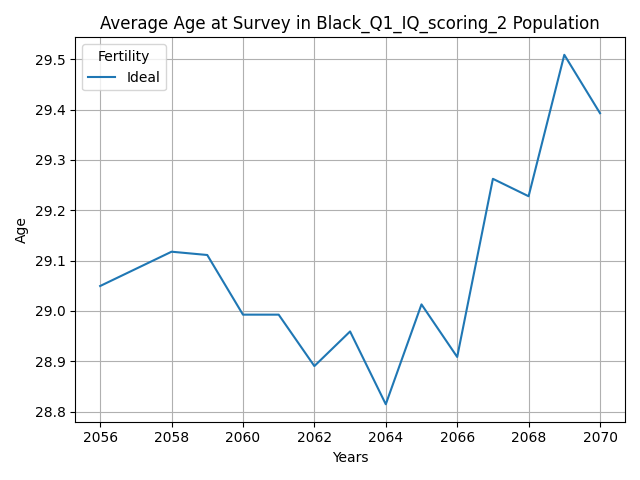 Average Age at Survey in Black_Q1_IQ_scoring_2 Population
Fertility
Ideal
29.5
29.4
29.3
29.2
29.1
29.0
28.9
28.8
Age
2056 2058 2060 2062 2064 2066 2068 2070
Years